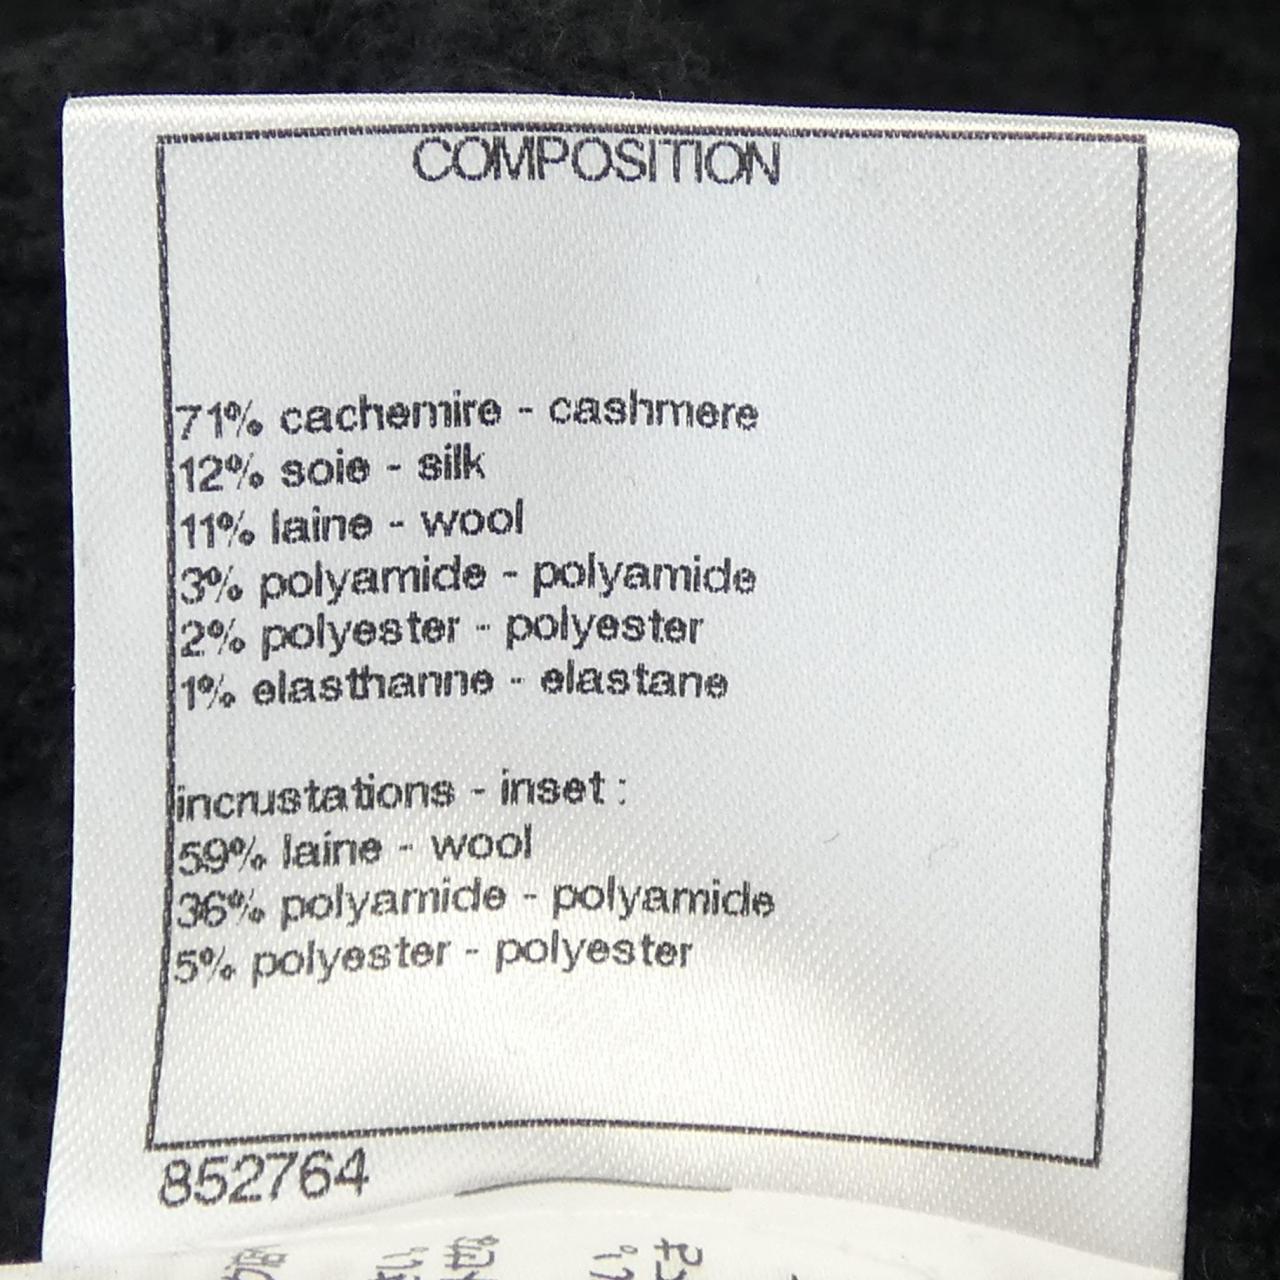 COMPOSITION
71% cachemire - cashmere
12% soie - silk
11% laine - wool
3% polyamide - polyamide
2% polyester - polyester
1% elasthanne - elastane
incrustations - inset :
59% laine - wool
36% polyamide - polyamide
5% polyester - polyester
852764